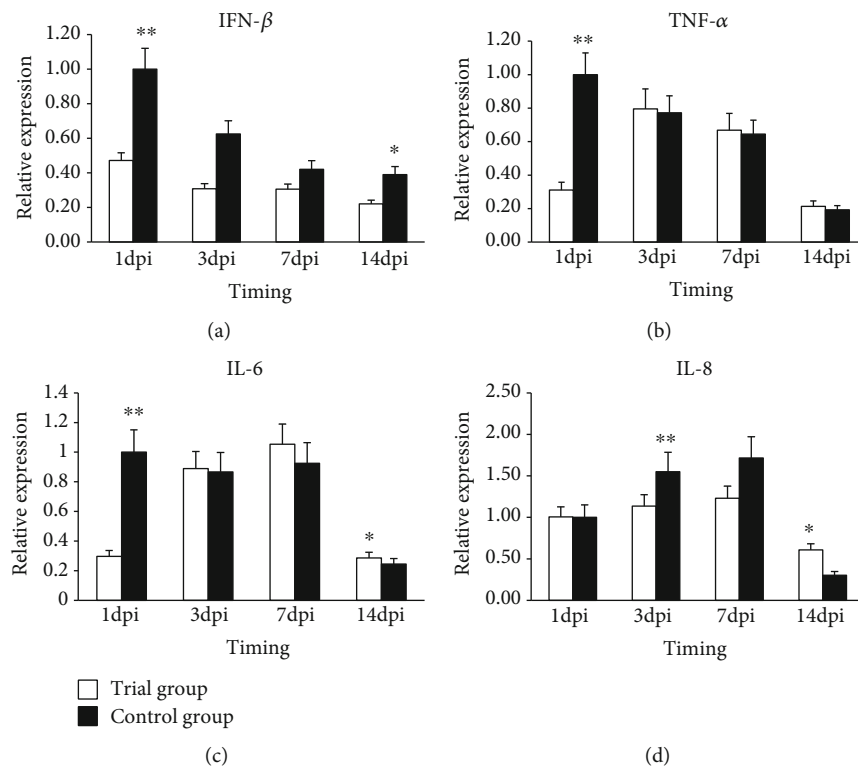 IFN-β
Relative expression
1.20
1.00
0.80
0.60
0.40
0.20
0.00
**
*
1dpi 3dpi 7dpi 14dpi
Timing
(a)
TNF-α
Relative expression
1.20
1.00
0.80
0.60
0.40
0.20
0.00
**
1dpi 3dpi 7dpi 14dpi
Timing
(b)
IL-6
Relative expression
1.4
1.2
1
0.8
0.6
0.4
0.2
0
**
*
1dpi 3dpi 7dpi 14dpi
Timing
Trial group
Control group
(c)
IL-8
Relative expression
2.50
2.00
1.50
1.00
0.50
0.00
**
*
1dpi 3dpi 7dpi 14dpi
Timing
(d)